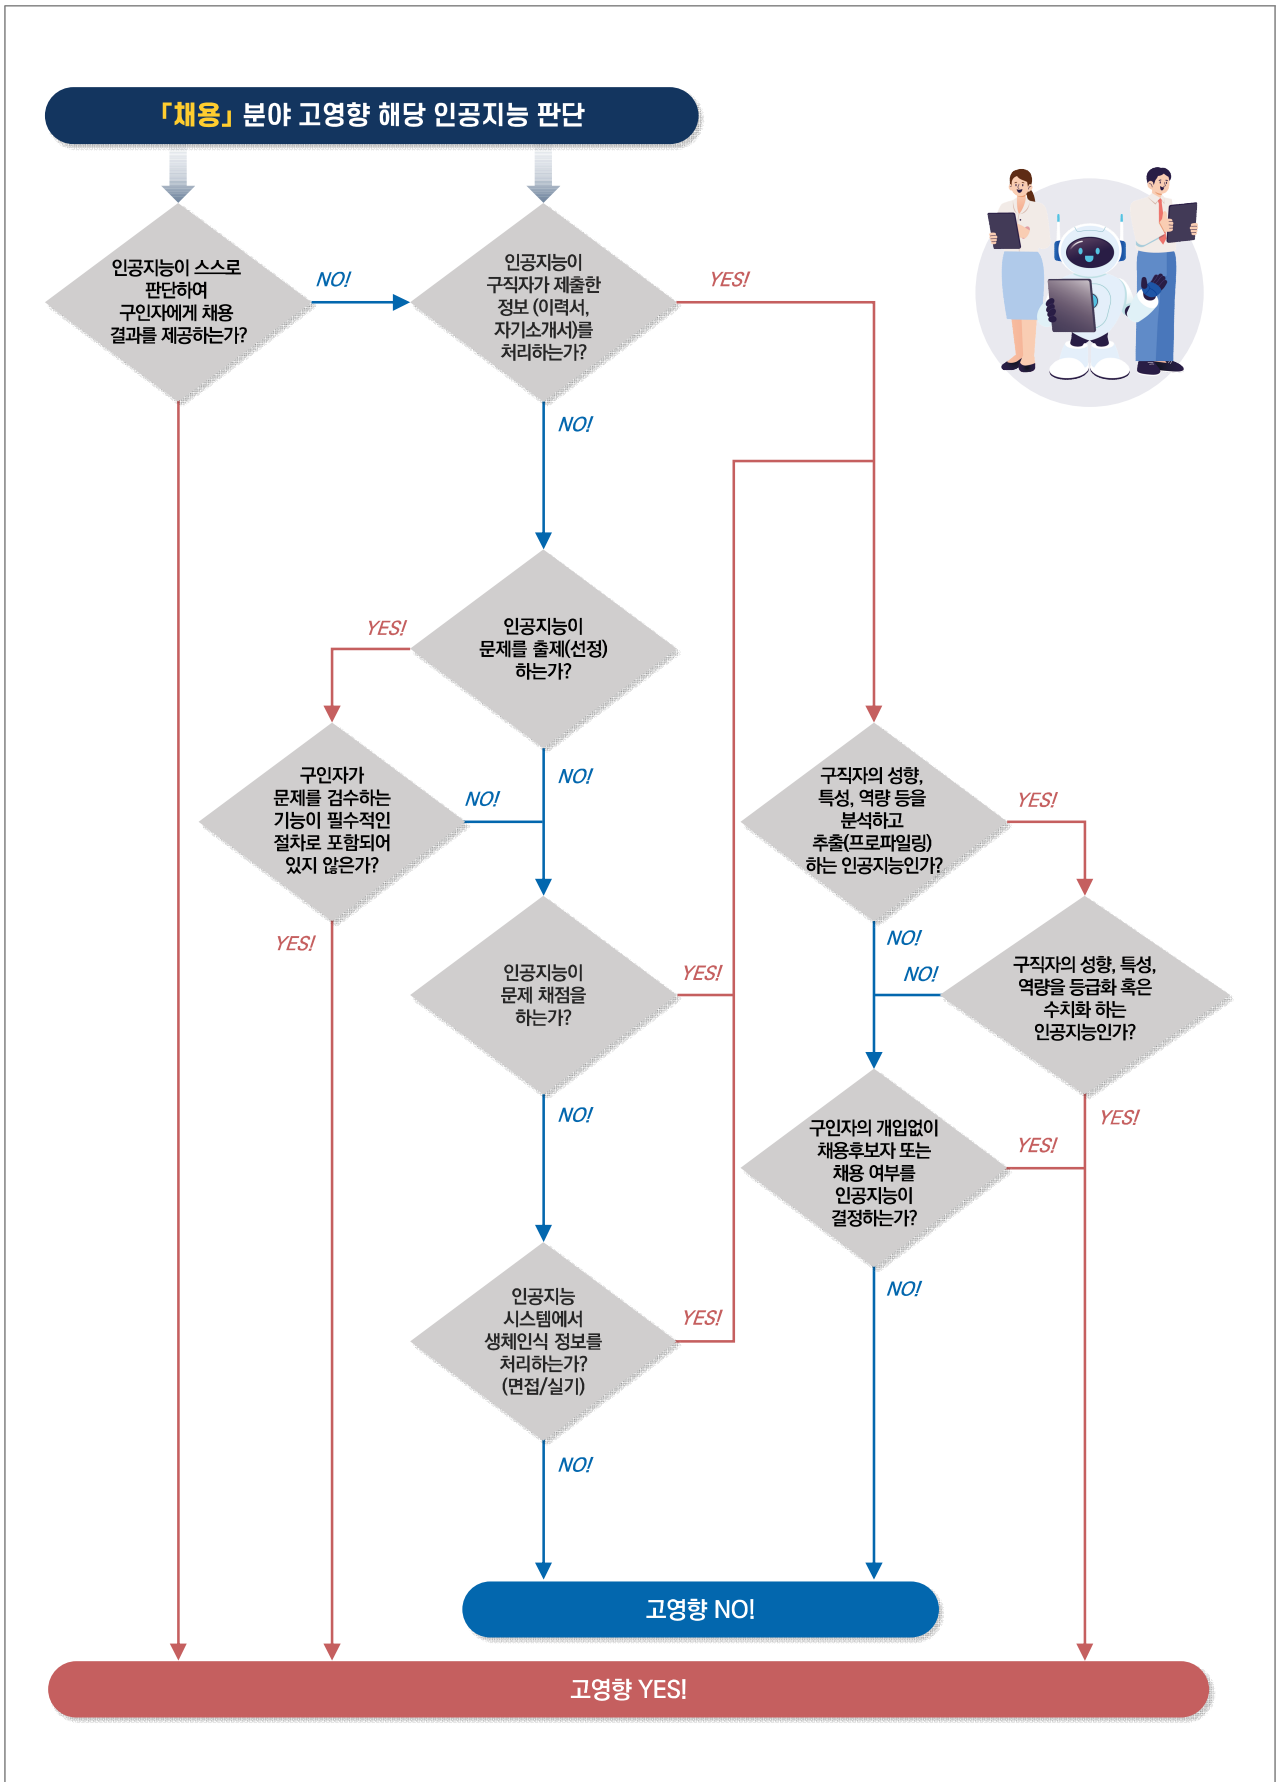 「채용」 분야 고영향 해당 인공지능 판단
인공지능이 스스로
판단하여
구인자에게 채용
결과를 제공하는가?
NO!
인공지능이
구직자가 제출한
정보 (이력서,
자기소개서)를
처리하는가?
YES!
NO!
인공지능이
문제를 출제(선정)
하는가?
YES!
NO!
구인자가
문제를 검수하는
기능이 필수적인
절차로 포함되어
있지 않은가?
NO!
YES!
구직자의 성향,
특성, 역량 등을
분석하고
추출(프로파일링)
하는 인공지능인가?
YES!
NO!
인공지능이
문제 채점을
하는가?
YES!
NO!
구직자의 성향, 특성,
역량을 등급화 혹은
수치화 하는
인공지능인가?
NO!
YES!
구인자의 개입없이
채용후보자 또는
채용 여부를
인공지능이
결정하는가?
YES!
NO!
인공지능
시스템에서
생체인식 정보를
처리하는가?
(면접/실기)
YES!
NO!
고영향 NO!
고영향 YES!